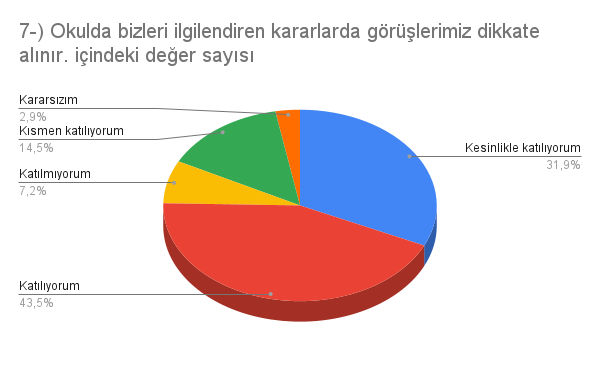 7-) Okulda bizleri ilgilendiren kararlarda görüşlerimiz dikkate
alınır. içindeki değer sayısı
Kararsızım
2,9%
Kısmen katılıyorum
14,5%
Katılmıyorum
7,2%
Katılıyorum
43,5%
Kesinlikle katılıyorum
31,9%